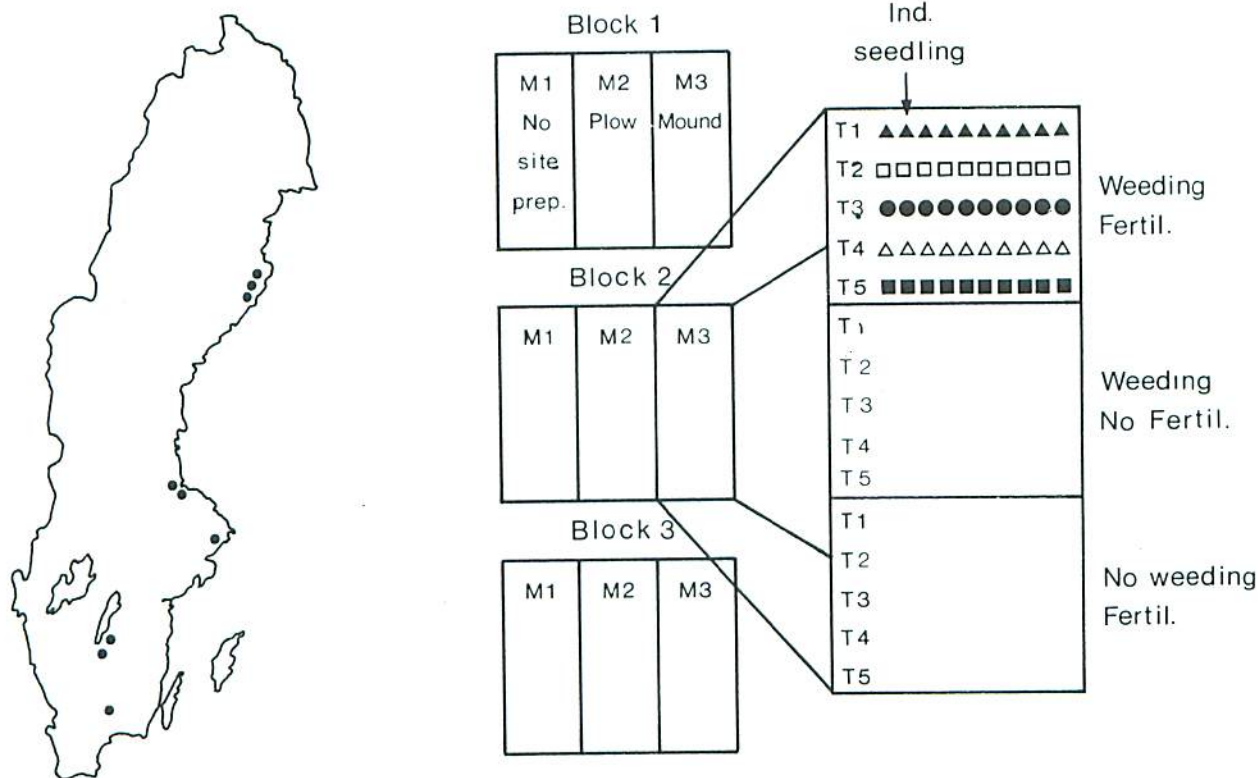 Block 1
M1
No
site
prep.
M2
Plow
M3
Mound
Block 2
M1
M2
M3
Block 3
M1
M2
M3
Ind.
seedling
T1
T2
T3
T4
T5
Weeding
Fertil.
T1
T2
T3
T4
T5
Weeding
No Fertil.
T1
T2
T3
T4
T5
No weeding
Fertil.